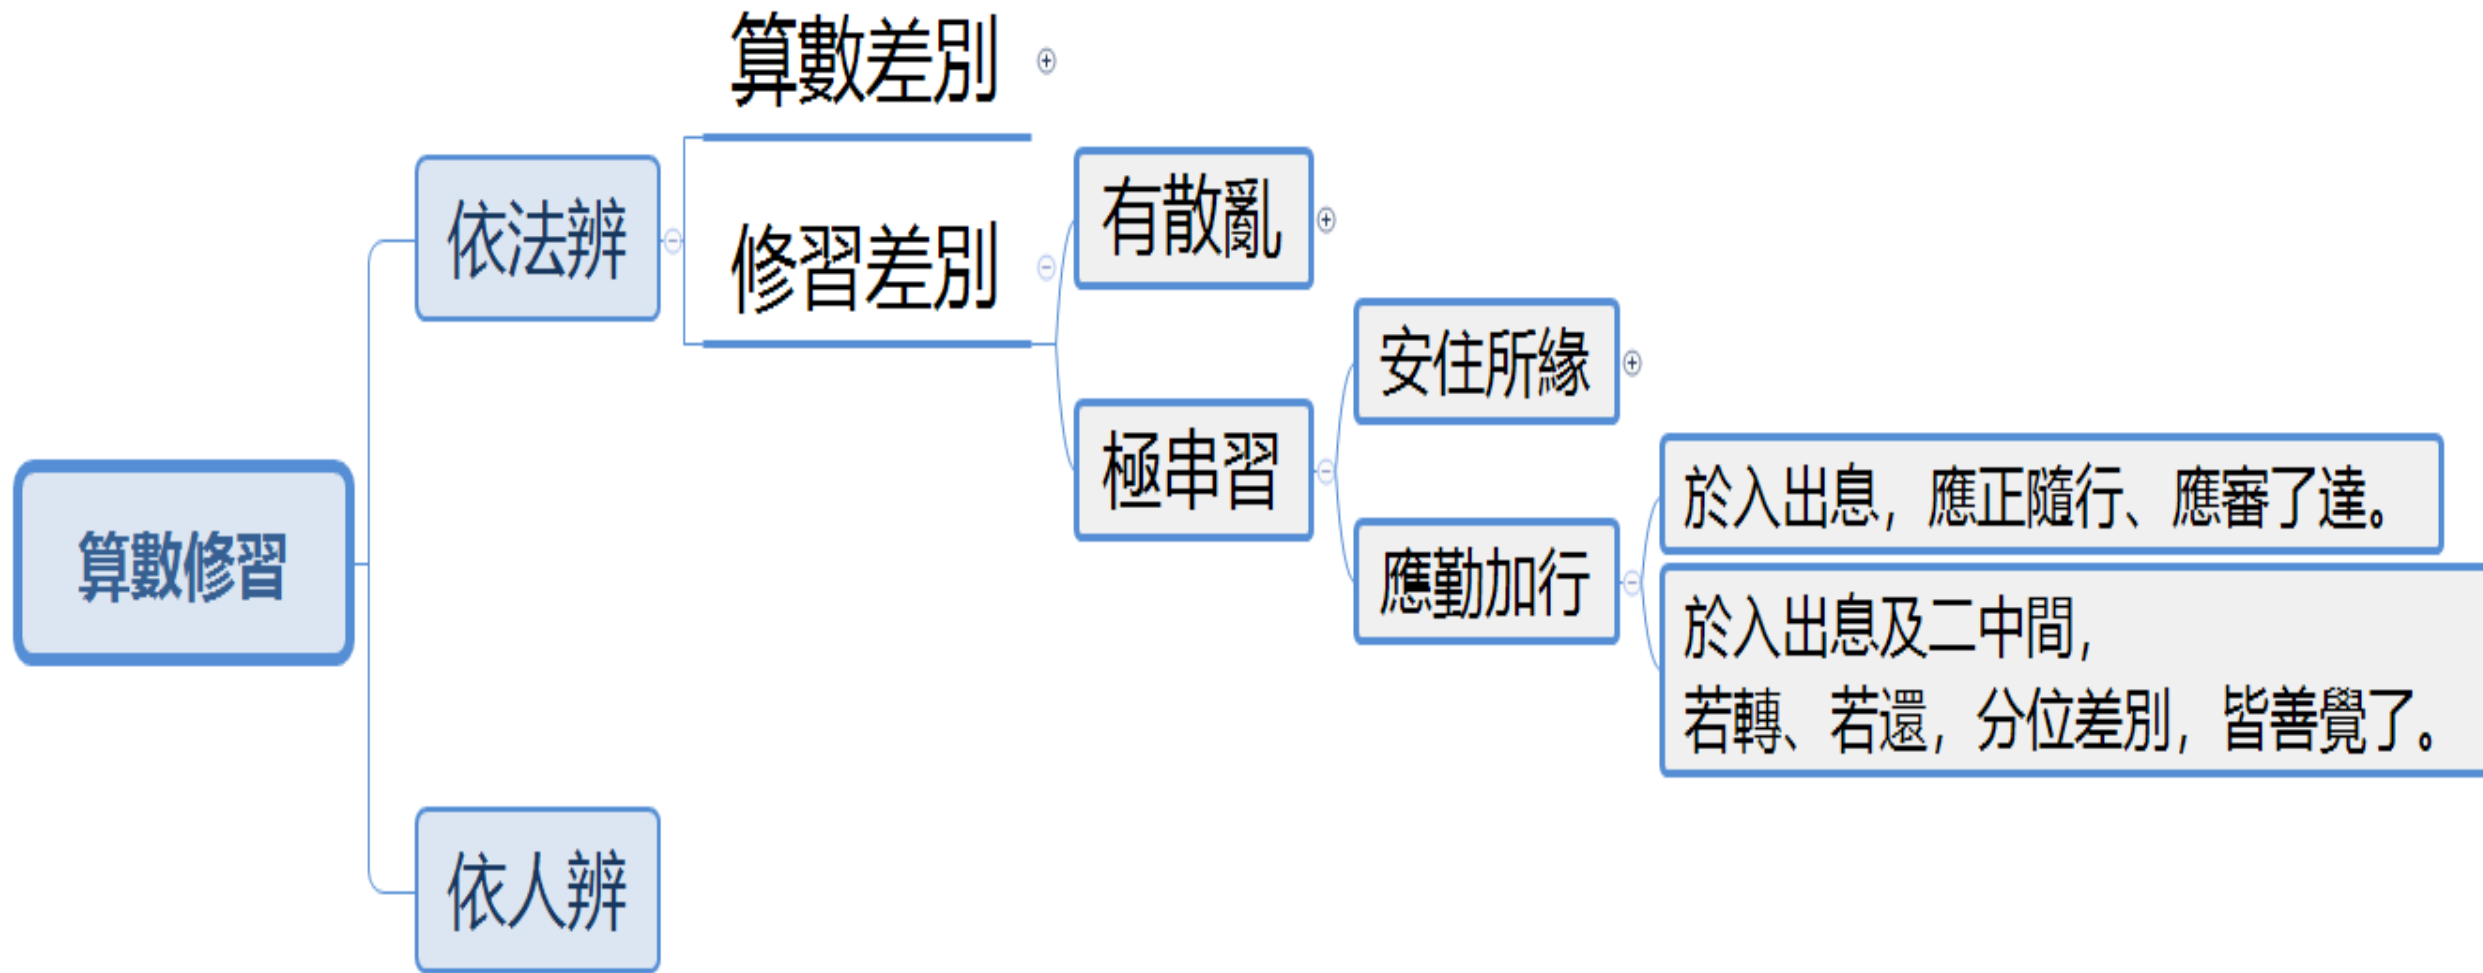 算數修習
依法辨
算數差別
修習差別
有散亂
極串習
安住所緣
應勤加行
於入出息，應正隨行、應審了達。
於入出息及二中間，
若轉、若還，分位差別，皆善覺了。
依人辨